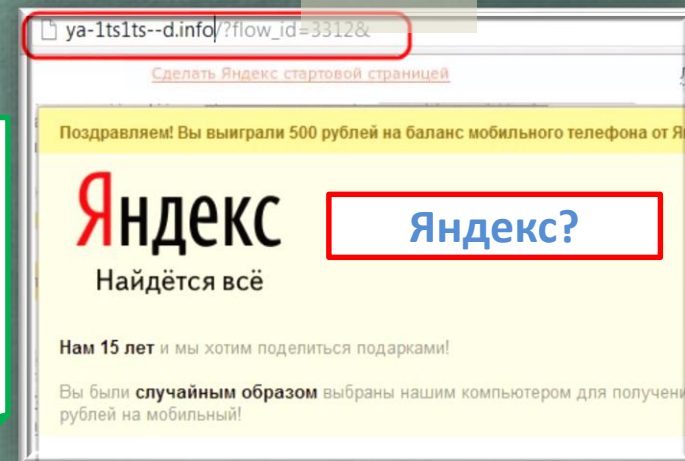 ya-1ts1ts--d.info/?flow_id=3312&
Сделать Яндекс стартовой страницей
Поздравляем! Вы выиграли 500 рублей на баланс мобильного телефона от
Яндекс
Яндекс?
Найдётся всё
Нам 15 лет и мы хотим поделиться подарками!
Вы были случайным образом выбраны нашим компьютером для
рублей на мобильный!